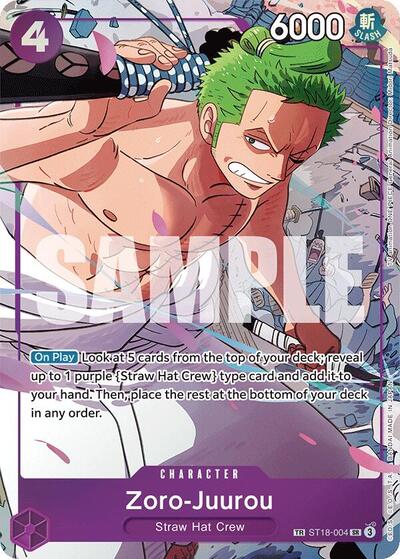 4
6000
斬
SLASH
SAMPLE
On Play Look at 5 cards from the top of your deck; reveal
up to 1 purple {Straw Hat Crew} type card and add it to
your hand. Then, place the rest at the bottom of your deck
in any order.
CHARACTER
Zoro-Juurou
Straw Hat Crew
TR ST18-004 SR 3